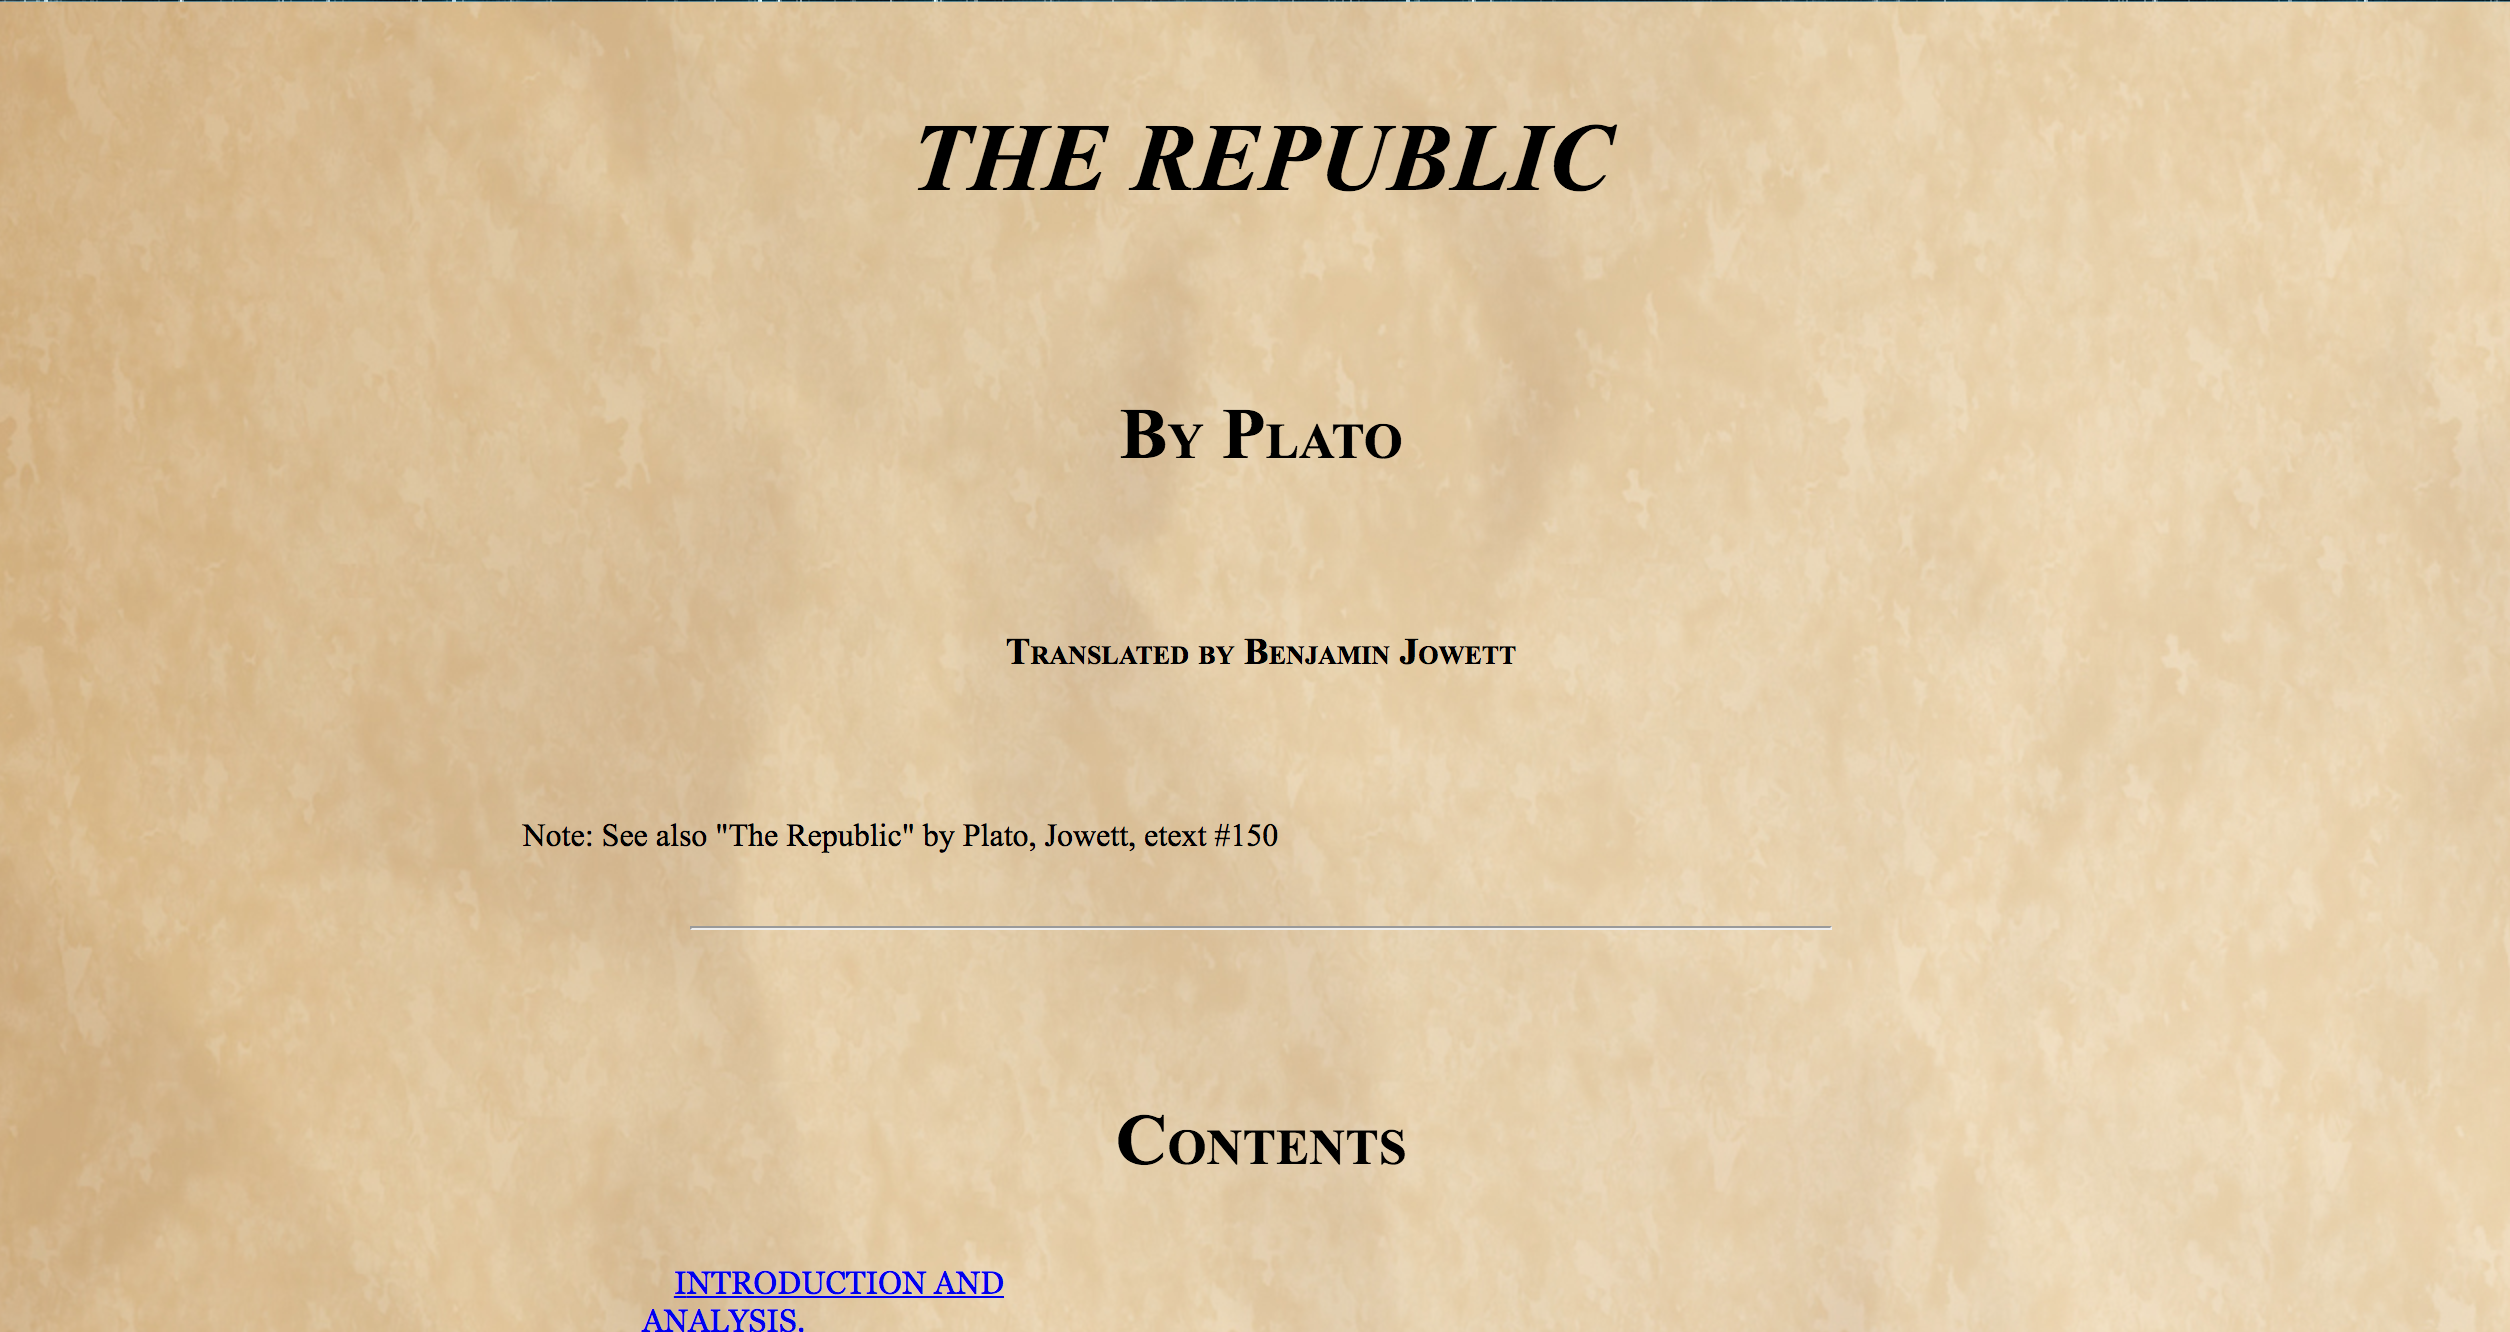 THE REPUBLIC
By Plato
Translated by Benjamin Jowett
Note: See also "The Republic" by Plato, Jowett, etext #150
Contents
INTRODUCTION AND
ANALYSIS.